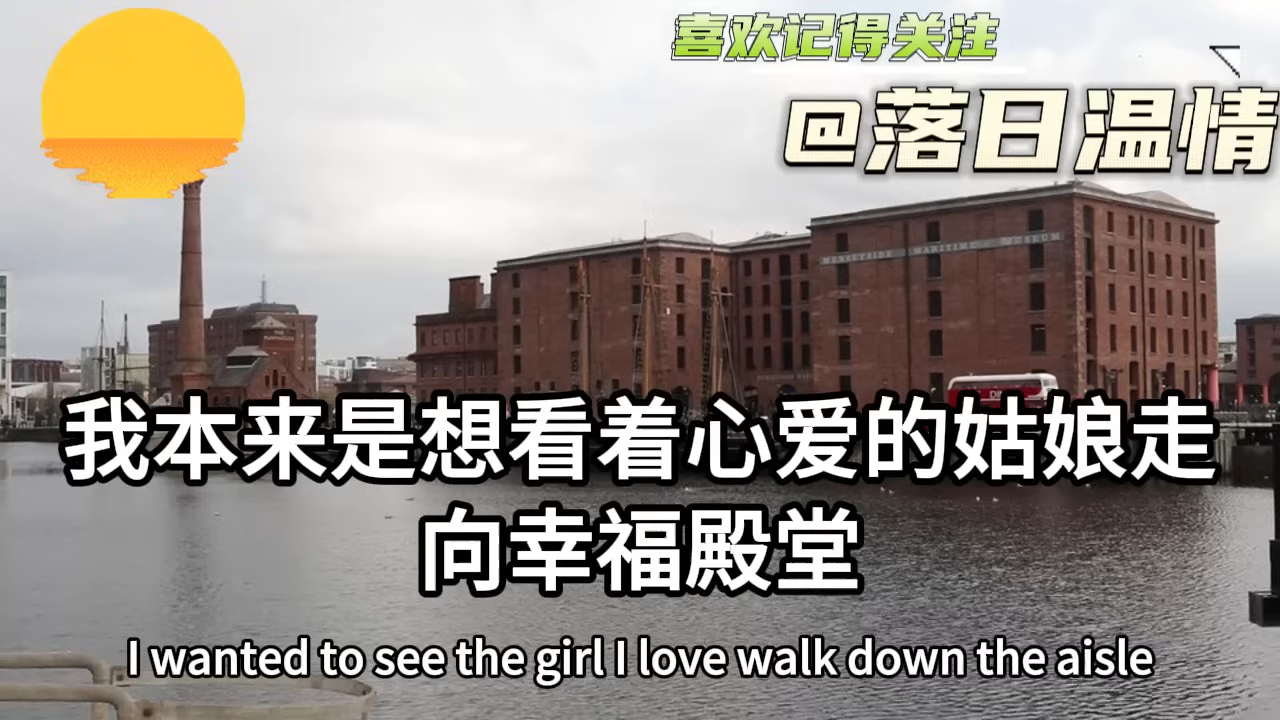 喜欢记得关注
@落日温情
我本来是想看着心爱的姑娘走
向幸福殿堂
I wanted to see the girl I love walk down the aisle